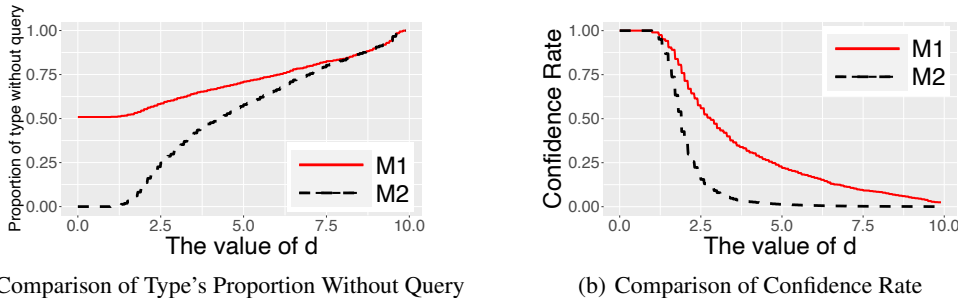 Proportion of type without query
1.00
0.75
0.50
0.25
0.00
M1
M2
0.0 2.5 5.0 7.5 10.0
The value of d
Comparison of Type's Proportion Without Query
Confidence Rate
1.00
0.75
0.50
0.25
0.00
M1
M2
0.0 2.5 5.0 7.5 10.0
The value of d
(b) Comparison of Confidence Rate